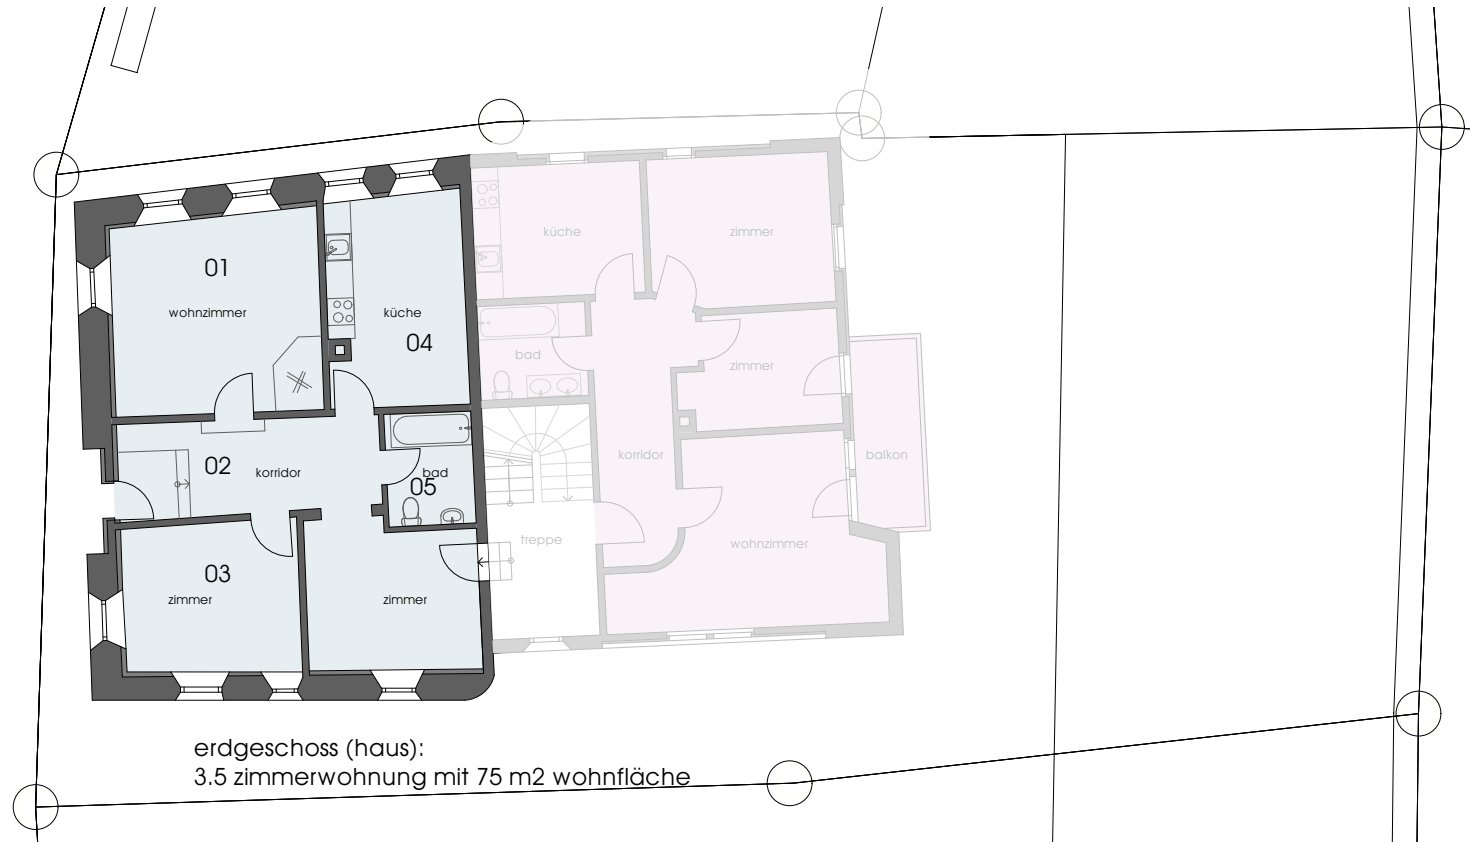 01
wohnzimmer
küche
04
02
korridor
bad
05
03
zimmer
zimmer
küche
zimmer
bad
zimmer
korridor
balkon
treppe
wohnzimmer
erdgeschoss (haus):
3.5 zimmerwohnung mit 75 m2 wohnfläche